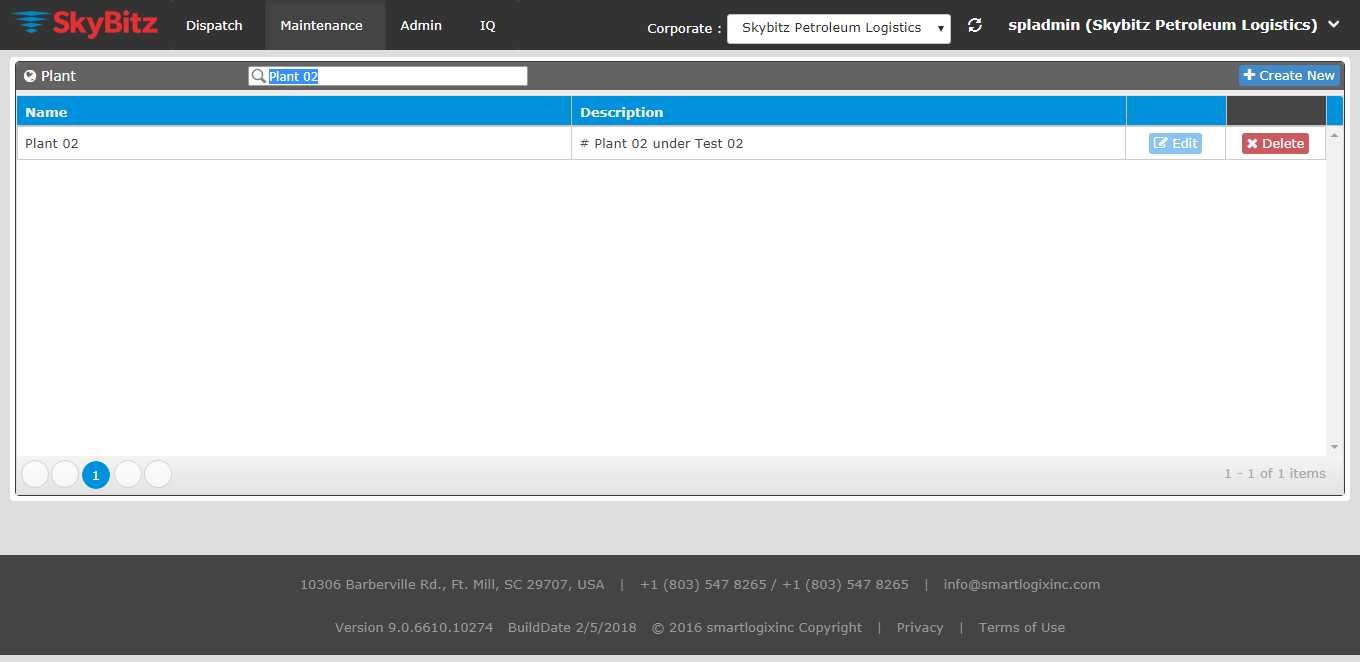 SkyBitz Dispatch Maintenance Admin IQ Corporate : Skybitz Petroleum Logistics spladmin (Skybitz Petroleum Logistics)
Plant Plant 02 Create New
Name Description
Plant 02 # Plant 02 under Test 02 Edit Delete
1 1 - 1 of 1 items
10306 Barberville Rd., Ft. Mill, SC 29707, USA | +1 (803) 547 8265 / +1 (803) 547 8265 | info@smartlogixinc.com
Version 9.0.6610.10274 BuildDate 2/5/2018 © 2016 smartlogixinc Copyright | Privacy | Terms of Use